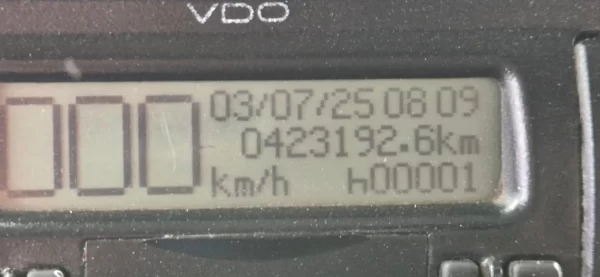 VDO
03/07/25 08 09
0423192.6km
000 km/h h00001